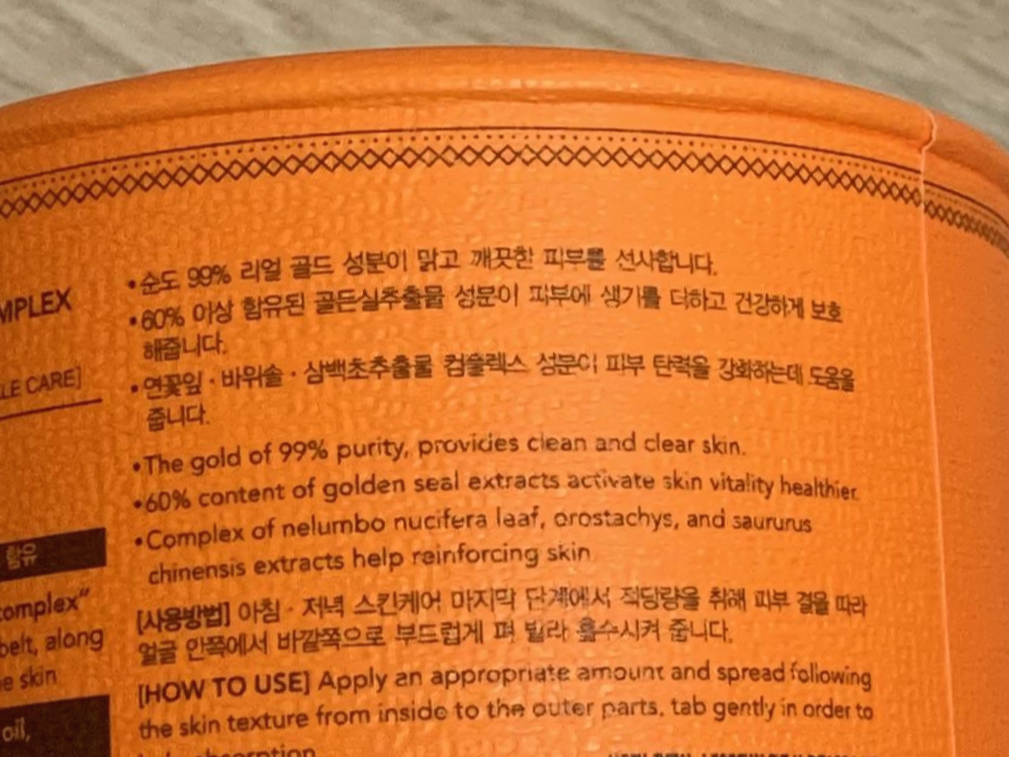 MPLEX
LE CARE]
함유
complex"
belt, along
e skin
oil,
•순도 99% 리얼 골드 성분이 맑고 깨끗한 피부를 선사합니다.
•60% 이상 함유된 골든실추출물 성분이 피부에 생기를 더하고 건강하게 보호
해줍니다.
•연꽃잎 · 바위솔 · 삼백초추출물 컴플렉스 성분이 피부 탄력을 강화하는데 도움을
줍니다.
•The gold of 99% purity, provides clean and clear skin.
•60% content of golden seal extracts activate skin vitality healthier.
•Complex of nelumbo nucifera leaf, orostachys, and saururus
chinensis extracts help reinforcing skin
[사용방법] 아침 · 저녁 스킨케어 마지막 단계에서 적당량을 취해 피부 결을 따라
얼굴 안쪽에서 바깥쪽으로 부드럽게 펴 발라 흡수시켜 줍니다.
[HOW TO USE] Apply an appropriate amount and spread following
the skin texture from inside to the outer parts, tab gently in order to